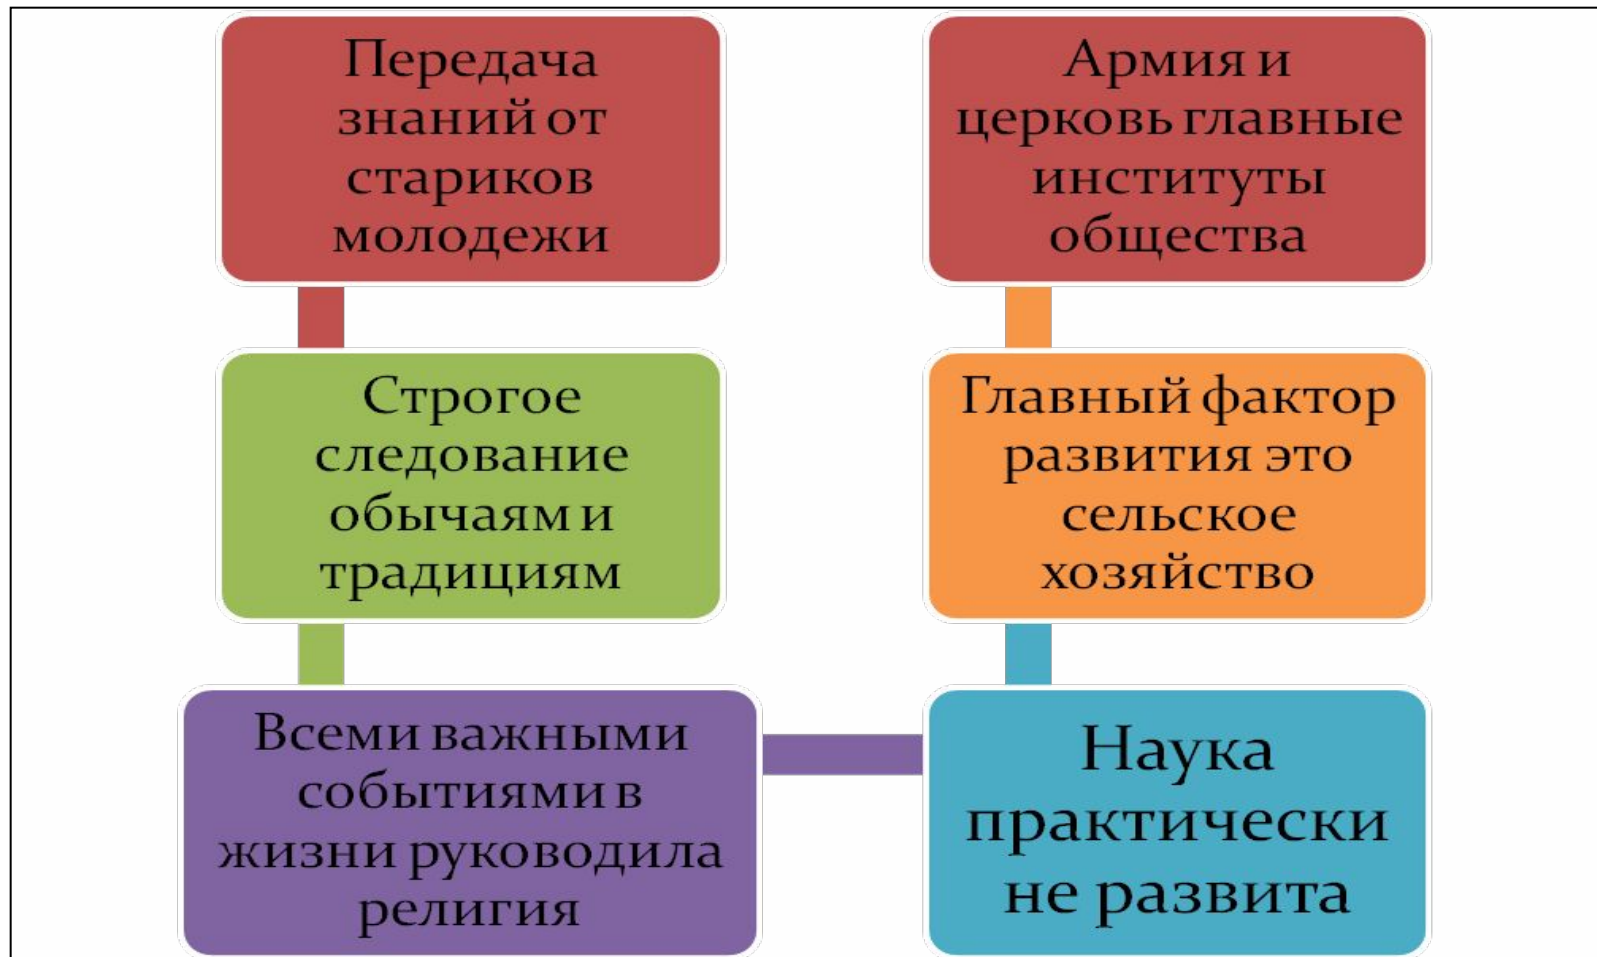 Передача
знаний от
стариков
молодежи
Строгое
следование
обычаям и
традициям
Всеми важными
событиями в
жизни руководила
религия
Наука
практически
не развита
Главный фактор
развития это
сельское
хозяйство
Армия и
церковь главные
институты
общества